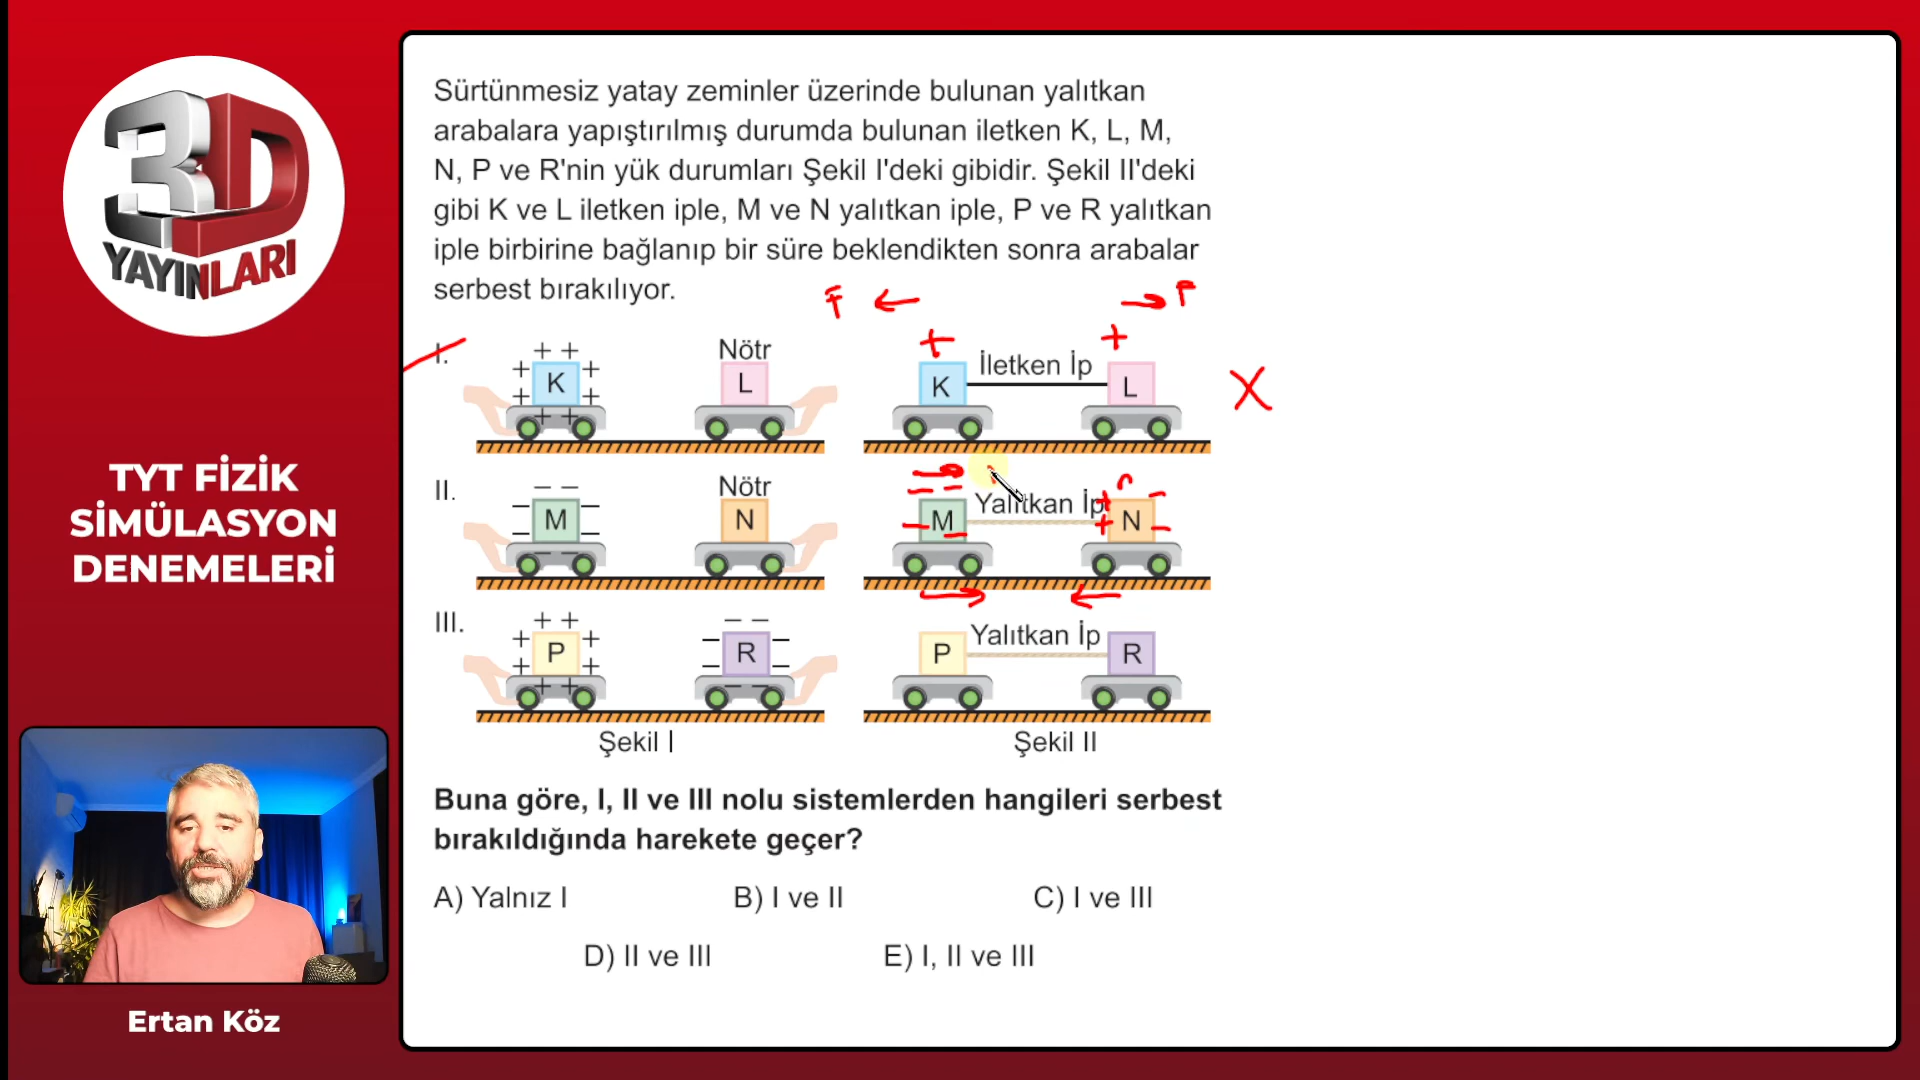 3D
YAYINLARI
TYT FİZİK
SİMÜLASYON
DENEMELERİ
Ertan Köz
Sürtünmesiz yatay zeminler üzerinde bulunan yalıtkan
arabalara yapıştırılmış durumda bulunan iletken K, L, M,
N, P ve R'nin yük durumları Şekil I'deki gibidir. Şekil II'deki
gibi K ve L iletken iple, M ve N yalıtkan iple, P ve R yalıtkan
iple birbirine bağlanıp bir süre beklendikten sonra arabalar
serbest bırakılıyor.
F F
I. + + Nötr + +
+ K + L K İletken İp L X
+ +
+ +
II. – – Nötr
– M – N M Yalıtkan İp N
– –
– –
III. + + – –
+ P + – R – P Yalıtkan İp R
+ + – –
+ + – –
Şekil I Şekil II
Buna göre, I, II ve III nolu sistemlerden hangileri serbest
bırakıldığında harekete geçer?
A) Yalnız I B) I ve II C) I ve III
D) II ve III E) I, II ve III